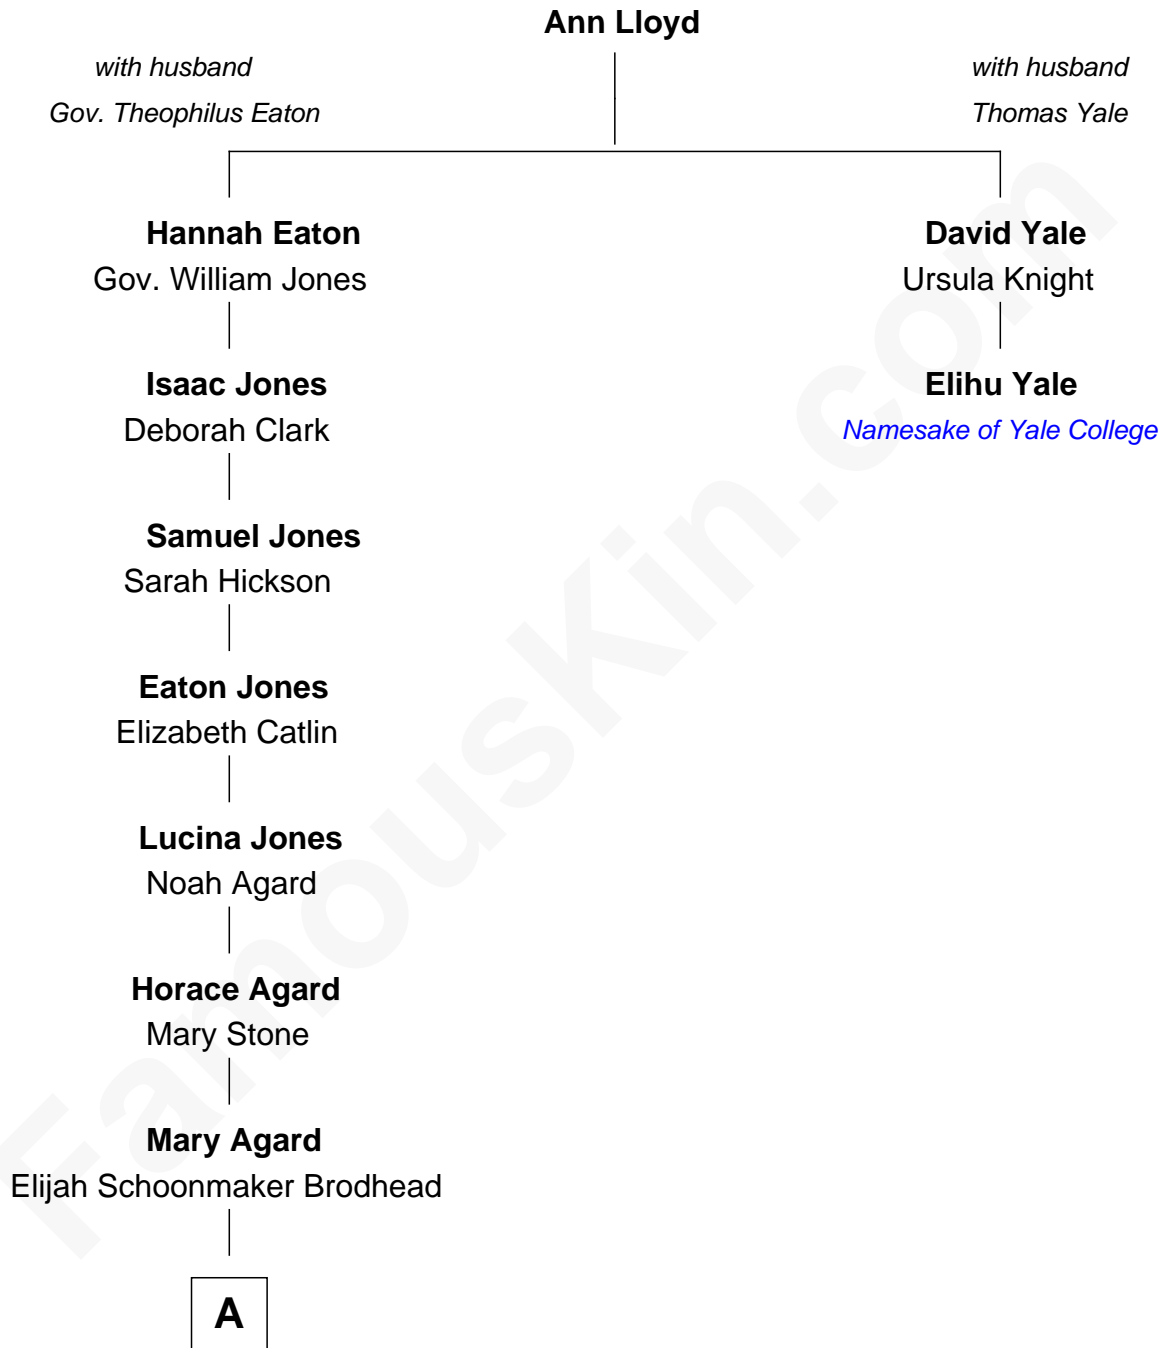 Ann Lloyd
with husband
Gov. Theophilus Eaton
with husband
Thomas Yale
Hannah Eaton
Gov. William Jones
David Yale
Ursula Knight
Isaac Jones
Deborah Clark
Elihu Yale
Namesake of Yale College
Samuel Jones
Sarah Hickson
Eaton Jones
Elizabeth Catlin
Lucina Jones
Noah Agard
Horace Agard
Mary Stone
Mary Agard
Elijah Schoonmaker Brodhead
A
FamousKin.com